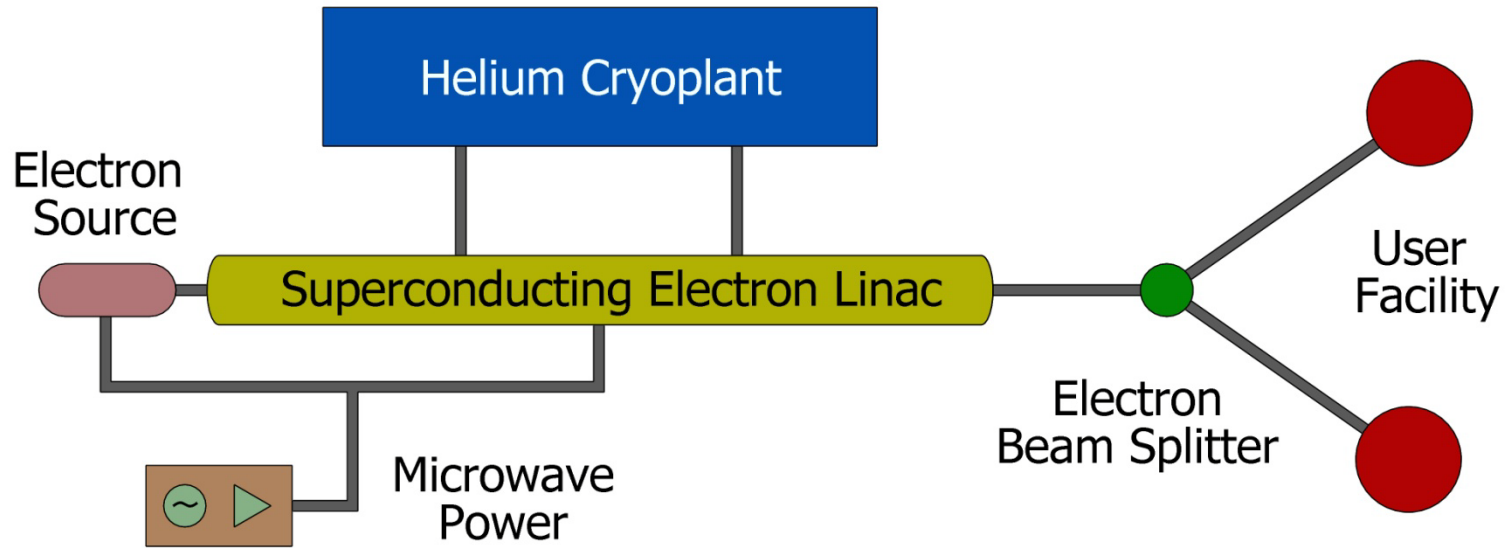 Helium Cryoplant
Electron
Source
Superconducting Electron Linac
User
Facility
Electron
Beam Splitter
Microwave
Power
~